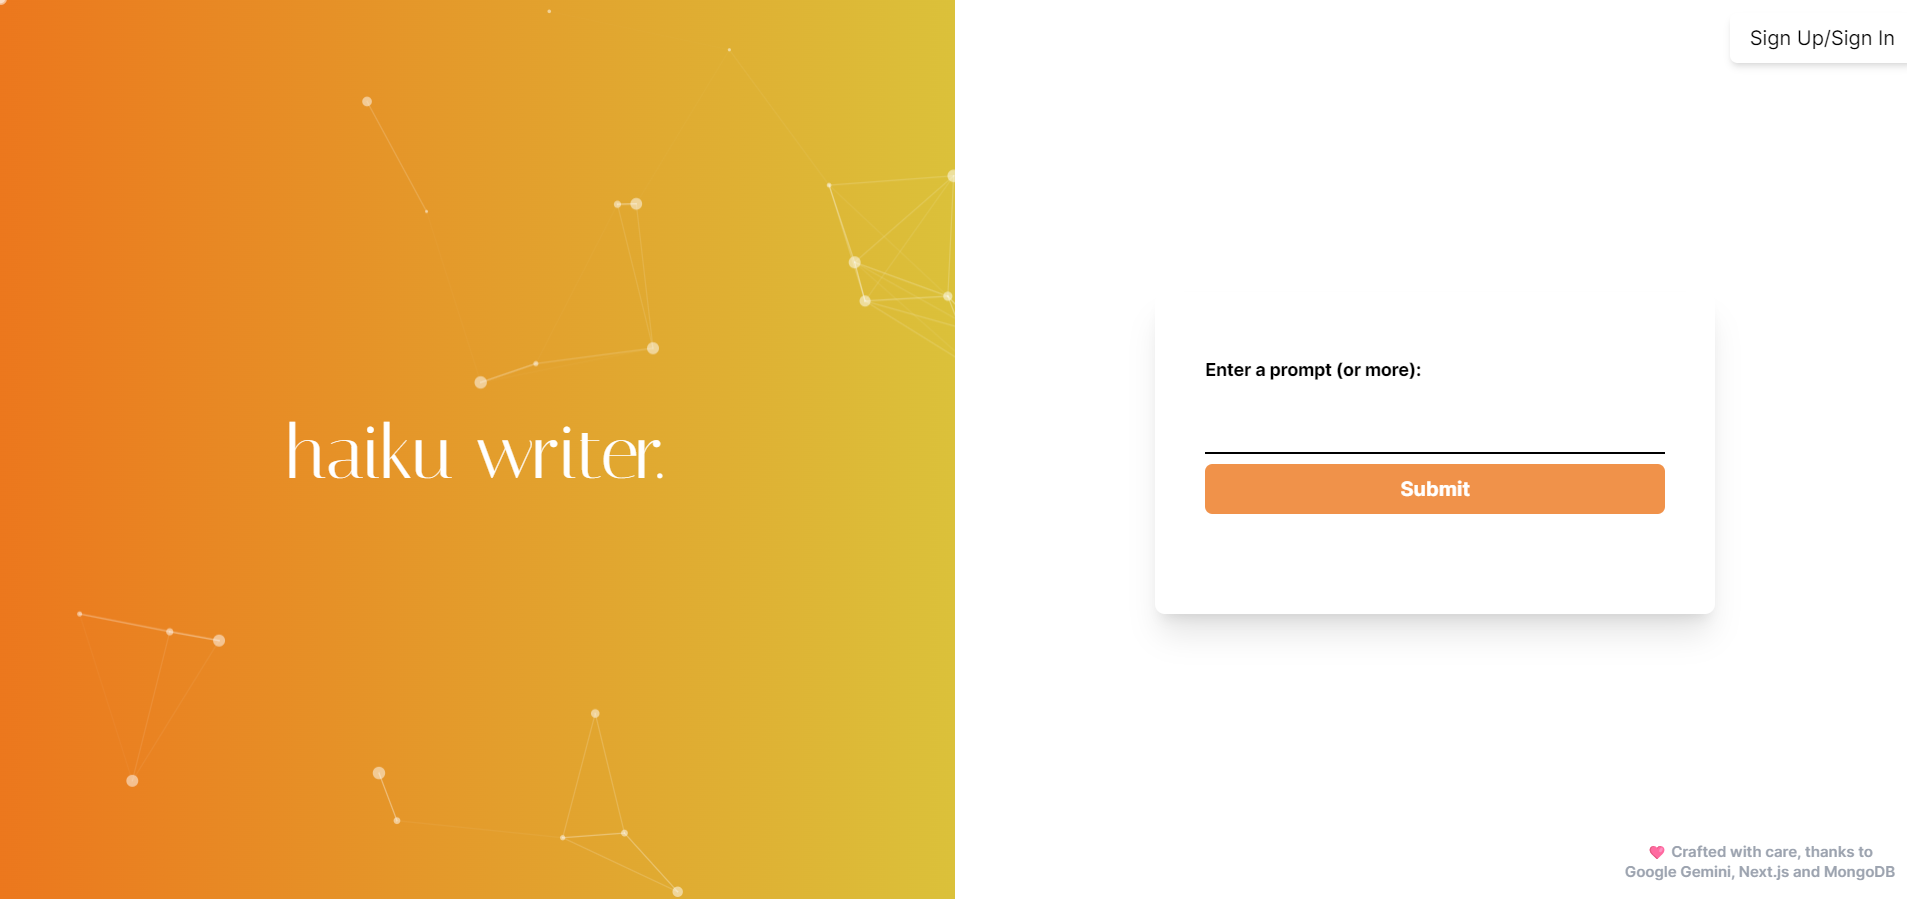 Sign Up/Sign In
haiku writer.
Enter a prompt (or more):
Submit
💖 Crafted with care, thanks to
Google Gemini, Next.js and MongoDB